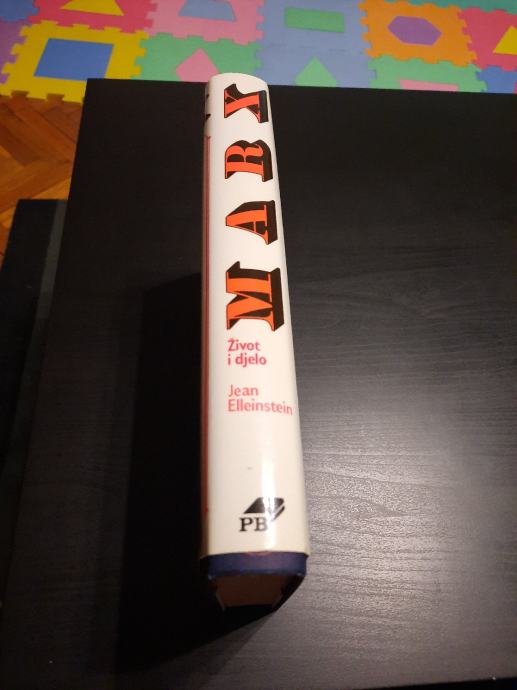 MARX
Život
i djelo
Jean
Elleinstein
PB